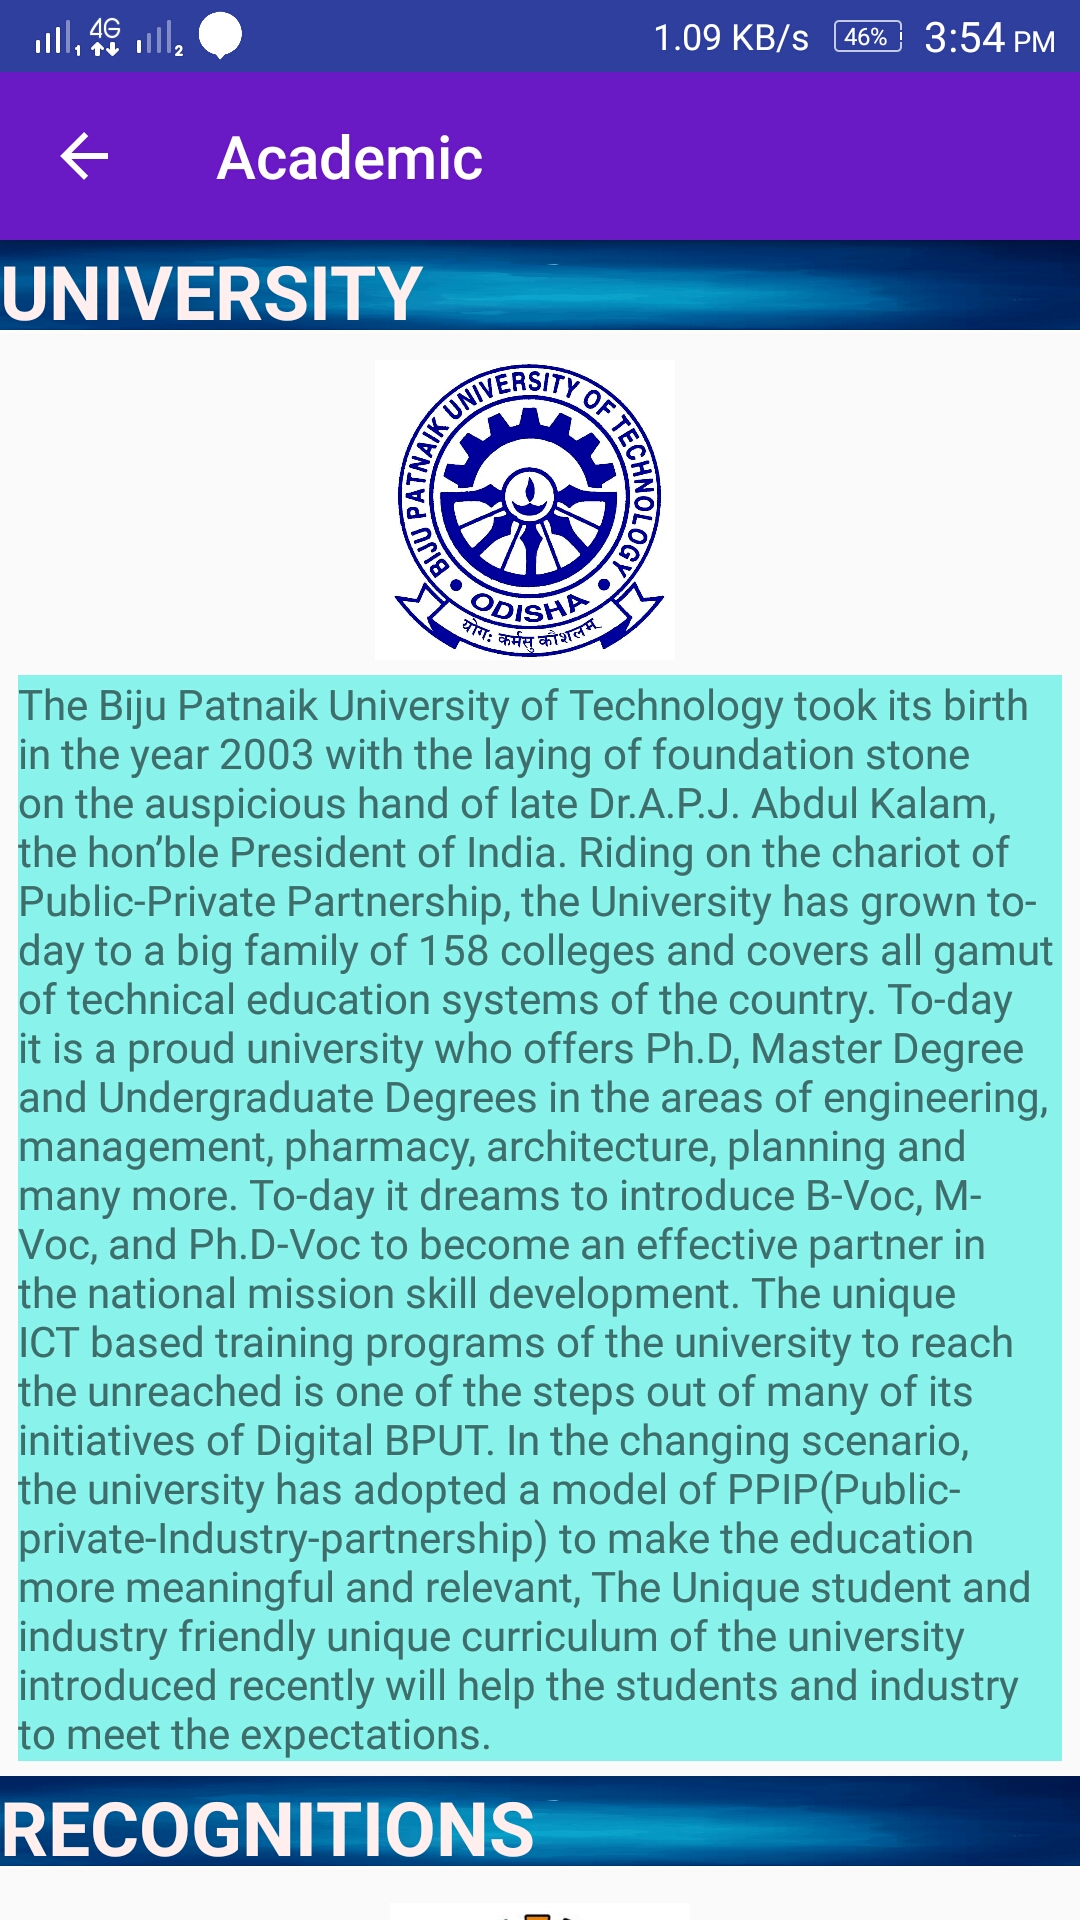 1 4G 2 1.09 KB/s 46% 3:54 PM
Academic
UNIVERSITY
BIJU PATNAIK UNIVERSITY OF TECHNOLOGY
ODISHA
योगः कर्मसु कौशलम्
The Biju Patnaik University of Technology took its birth
in the year 2003 with the laying of foundation stone
on the auspicious hand of late Dr.A.P.J. Abdul Kalam,
the hon’ble President of India. Riding on the chariot of
Public-Private Partnership, the University has grown to-
day to a big family of 158 colleges and covers all gamut
of technical education systems of the country. To-day
it is a proud university who offers Ph.D, Master Degree
and Undergraduate Degrees in the areas of engineering,
management, pharmacy, architecture, planning and
many more. To-day it dreams to introduce B-Voc, M-
Voc, and Ph.D-Voc to become an effective partner in
the national mission skill development. The unique
ICT based training programs of the university to reach
the unreached is one of the steps out of many of its
initiatives of Digital BPUT. In the changing scenario,
the university has adopted a model of PPIP(Public-
private-Industry-partnership) to make the education
more meaningful and relevant, The Unique student and
industry friendly unique curriculum of the university
introduced recently will help the students and industry
to meet the expectations.
RECOGNITIONS